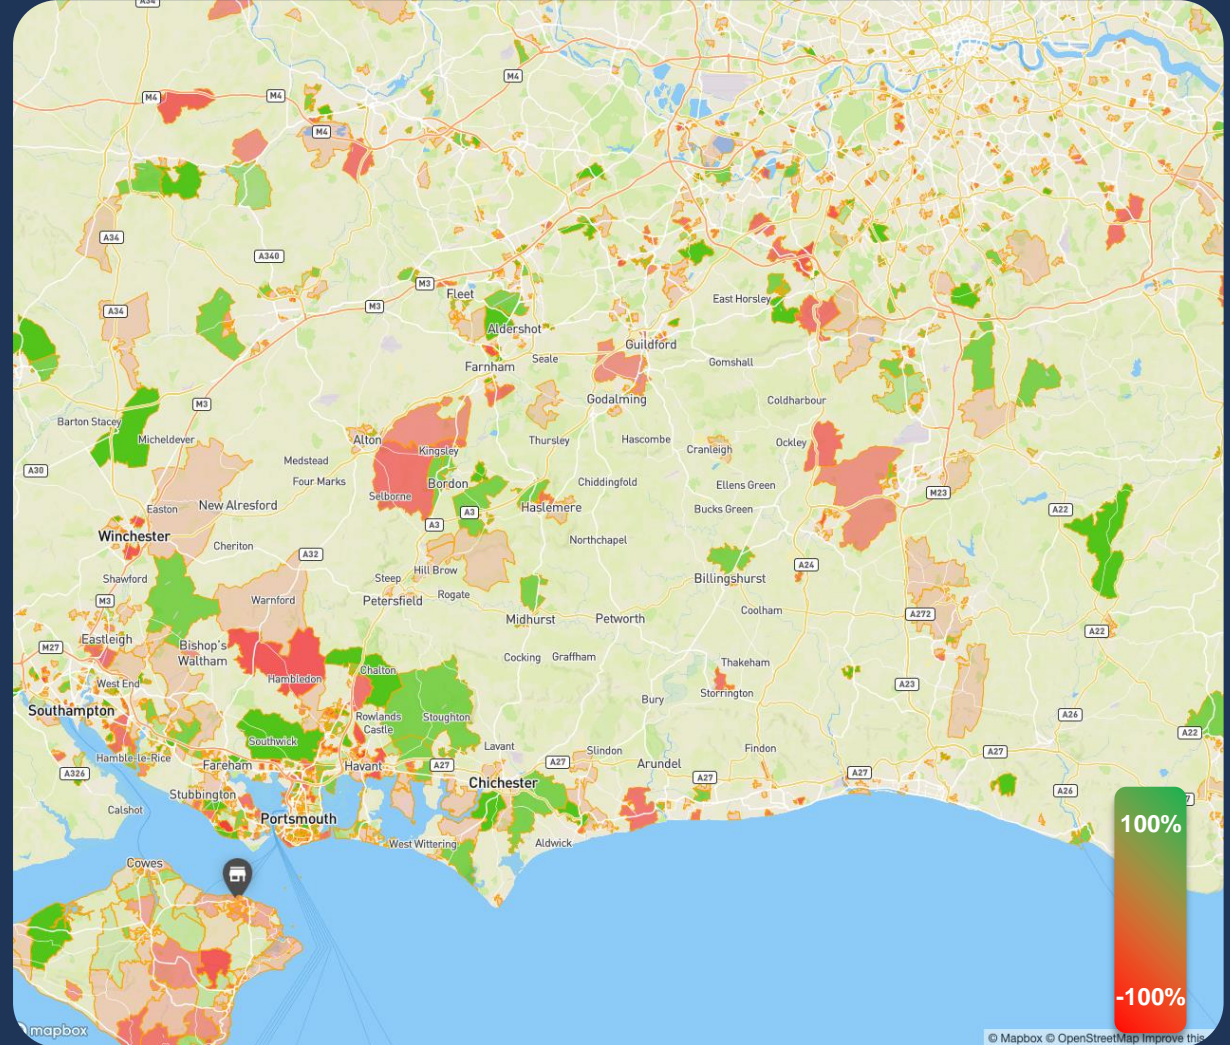 A34
M4
M4
M4
M4
A34
A340
M3
Fleet
East Horsley
A34
M3
Aldershot
Guildford
Seale
Gomshall
Farnham
M3
Godalming
Coldharbour
Barton Stacey
Micheldever
Alton
Thursley
Hascombe
Ockley
Kingsley
Cranleigh
A30
Medstead
Four Marks
Bordon
Chiddingfold
Ellens Green
M23
Selborne
Easton
New Alresford
Haslemere
Bucks Green
A22
A3
A3
Winchester
Cheriton
A32
Northchapel
Hill Brow
A24
Shawford
Steep
Billingshurst
M3
Warnford
Petersfield
Rogate
Midhurst
Petworth
Coolham
A272
A22
Eastleigh
M27
Bishop's
Waltham
Cocking
Graffham
Thakeham
West End
Hambledon
Chalton
Storrington
A23
Bury
Southampton
Rowlands
Castle
Stoughton
A26
A22
Southwick
Lavant
Slindon
Findon
A27
Hamble-le-Rice
Fareham
Havant
A27
A27
Arundel
A326
Chichester
A27
A27
A26
7
Stubbington
Calshot
Portsmouth
West Wittering
Aldwick
100%
Cowes
-100%
mapbox
© Mapbox © OpenStreetMap Improve this